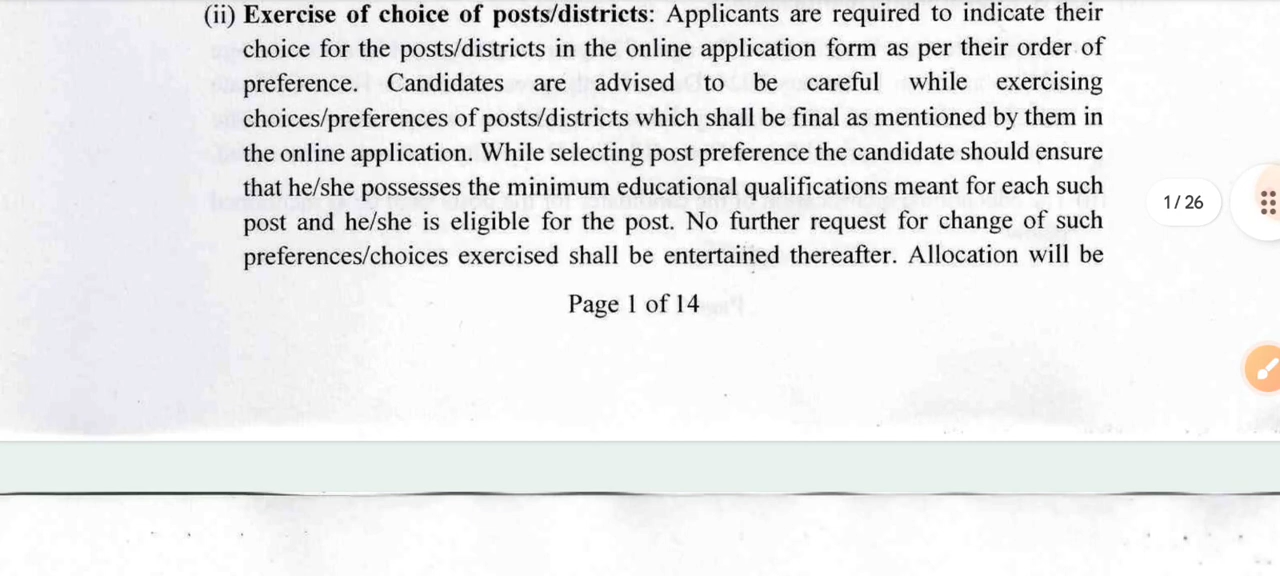 (ii) Exercise of choice of posts/districts: Applicants are required to indicate their
choice for the posts/districts in the online application form as per their order of
preference. Candidates are advised to be careful while exercising
choices/preferences of posts/districts which shall be final as mentioned by them in
the online application. While selecting post preference the candidate should ensure
that he/she possesses the minimum educational qualifications meant for each such
post and he/she is eligible for the post. No further request for change of such
preferences/choices exercised shall be entertained thereafter. Allocation will be
1/26
Page 1 of 14